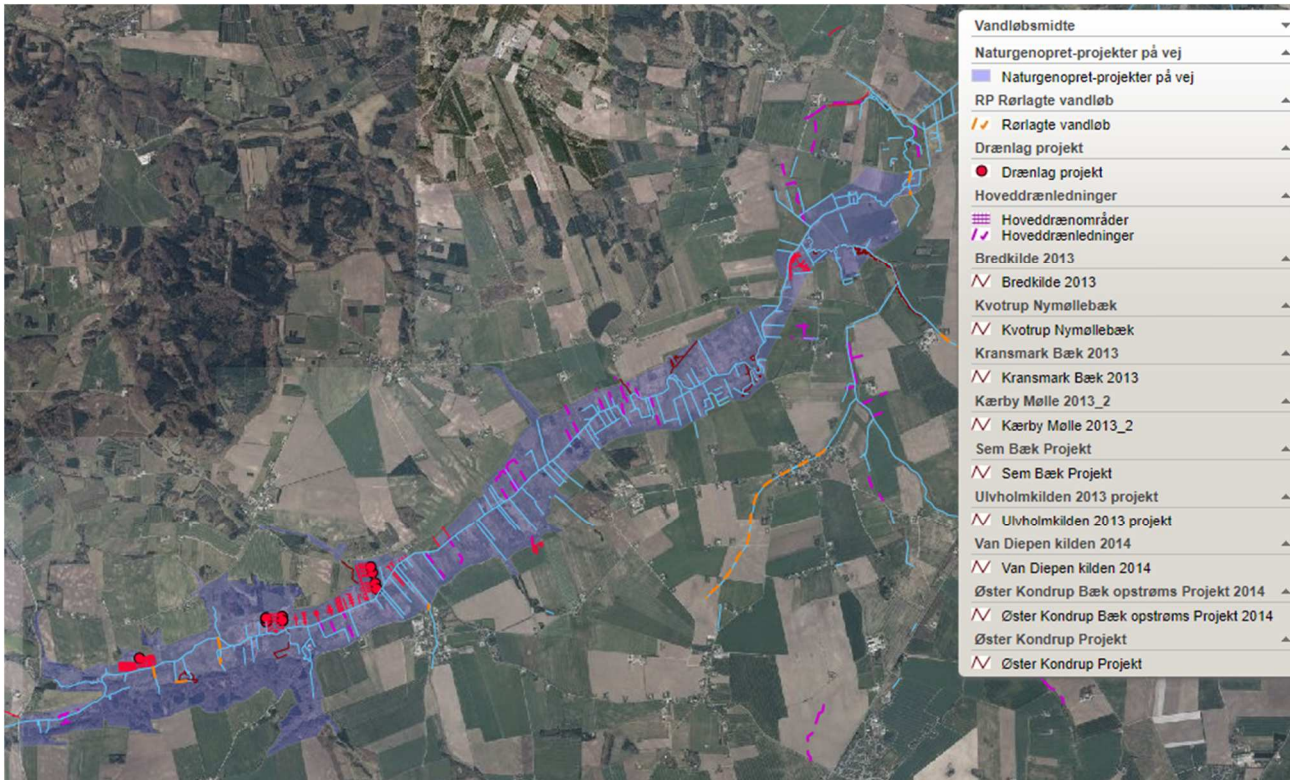 Vandløbsmidte
Naturgenopret-projekter på vej
Naturgenopret-projekter på vej
RP Rørlagte vandløb
Rørlagte vandløb
Drænlag projekt
Drænlag projekt
Hoveddrænledninger
Hoveddrænområder
Hoveddrænledninger
Bredkilde 2013
Bredkilde 2013
Kvotrup Nymøllebæk
Kvotrup Nymøllebæk
Kransmark Bæk 2013
Kransmark Bæk 2013
Kærby Mølle 2013_2
Kærby Mølle 2013_2
Sem Bæk Projekt
Sem Bæk Projekt
Ulvholmkilden 2013 projekt
Ulvholmkilden 2013 projekt
Van Diepen kilden 2014
Van Diepen kilden 2014
Øster Kondrup Bæk opstrøms Projekt 2014
Øster Kondrup Bæk opstrøms Projekt 2014
Øster Kondrup Projekt
Øster Kondrup Projekt